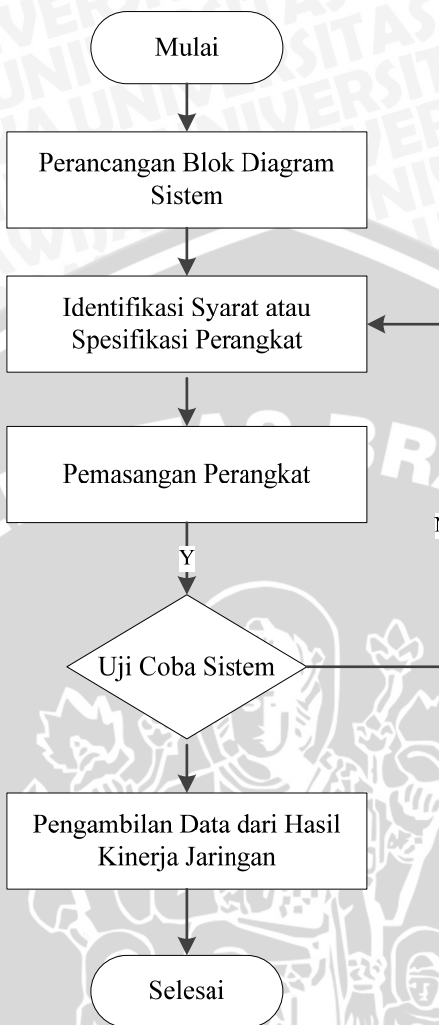 Mulai
Perancangan Blok Diagram
Sistem
Identifikasi Syarat atau
Spesifikasi Perangkat
Pemasangan Perangkat
Y
Uji Coba Sistem
Pengambilan Data dari Hasil
Kinerja Jaringan
Selesai